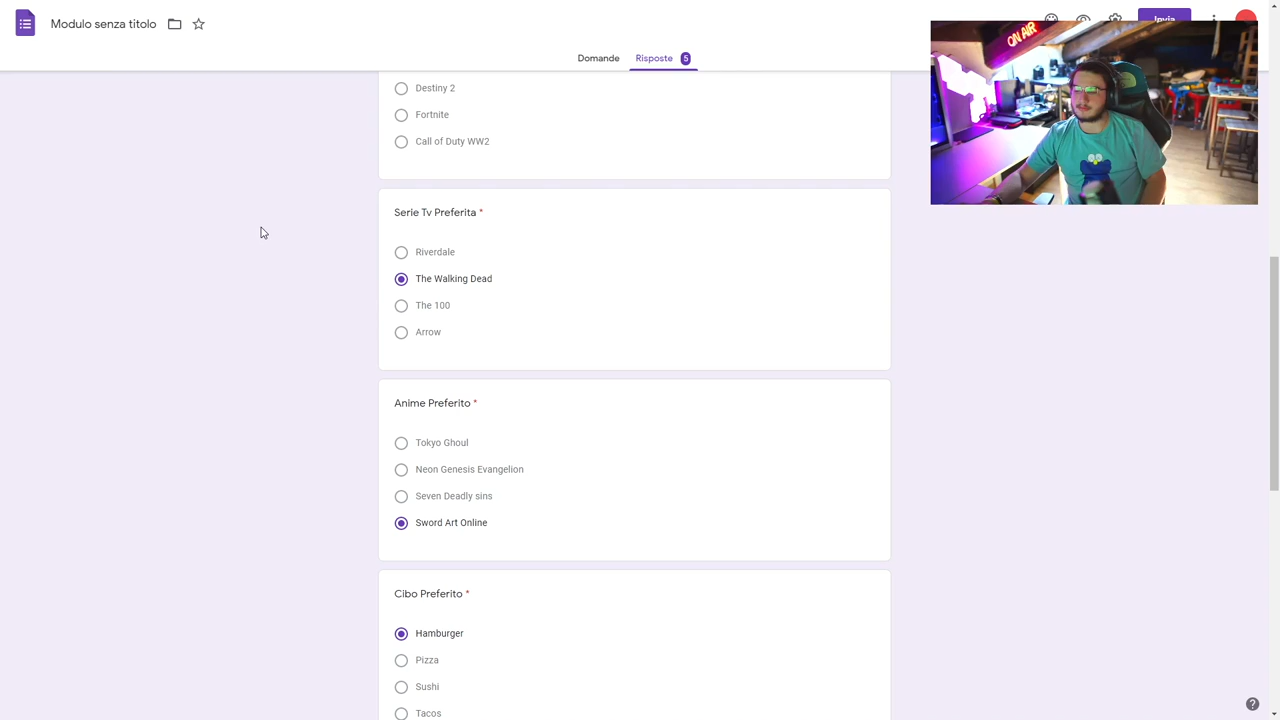 Modulo senza titolo
Invia
ON AIR
Domande
Risposte 5
Destiny 2
Fortnite
Call of Duty WW2
Serie Tv Preferita *
Riverdale
The Walking Dead
The 100
Arrow
Anime Preferito *
Tokyo Ghoul
Neon Genesis Evangelion
Seven Deadly sins
Sword Art Online
Cibo Preferito *
Hamburger
Pizza
Sushi
Tacos